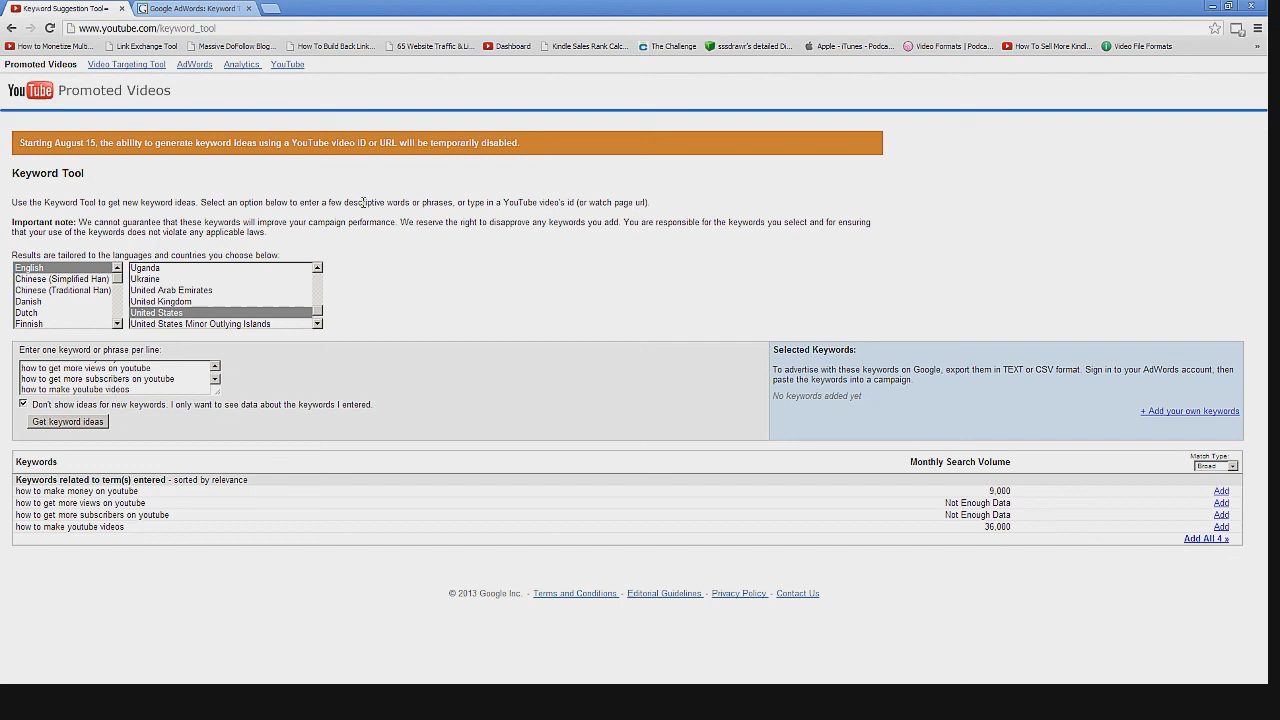 Keyword Suggestion Tool
Google AdWords: Keyword T
www.youtube.com/keyword_tool
How to Monetize Multi...
Link Exchange Tool
Massive DoFollow Blog...
How To Build Back Link...
65 Website Traffic & Li...
Dashboard
Kindle Sales Rank Calc...
The Challenge
sssdrawr's detailed Di...
Apple - iTunes - Podca...
Video Formats (Podca...
How To Sell More Kindl...
Video File Formats
Promoted Videos Video Targeting Tool AdWords Analytics YouTube
YouTube Promoted Videos
Starting August 15, the ability to generate keyword ideas using a YouTube video ID or URL will be temporarily disabled.
Keyword Tool
Use the Keyword Tool to get new keyword ideas. Select an option below to enter a few descriptive words or phrases, or type in a YouTube video's id (or watch page url).
Important note: We cannot guarantee that these keywords will improve your campaign performance. We reserve the right to disapprove any keywords you add. You are responsible for the keywords you select and for ensuring
that your use of the keywords does not violate any applicable laws.
Results are tailored to the languages and countries you choose below:
English
Chinese (Simplified Han)
Chinese (Traditional Han)
Danish
Dutch
Finnish
Uganda
Ukraine
United Arab Emirates
United Kingdom
United States
United States Minor Outlying Islands
Enter one keyword or phrase per line:
how to get more views on youtube
how to get more subscribers on youtube
how to make youtube videos
Don't show ideas for new keywords. I only want to see data about the keywords I entered.
Get keyword ideas
Selected Keywords:
To advertise with these keywords on Google, export them in TEXT or CSV format. Sign in to your AdWords account, then
paste the keywords into a campaign.
No keywords added yet
+ Add your own keywords
Keywords Monthly Search Volume Match Type:
Broad
Keywords related to term(s) entered - sorted by relevance
how to make money on youtube 9,000 Add
how to get more views on youtube Not Enough Data Add
how to get more subscribers on youtube Not Enough Data Add
how to make youtube videos 36,000 Add
Add All 4 »
© 2013 Google Inc. - Terms and Conditions - Editorial Guidelines - Privacy Policy - Contact Us